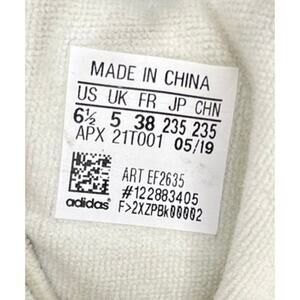 MADE IN CHINA
US UK FR JP CHN
6½ 5 38 235 235
APX 21T001 05/19
ART EF2635
#122883405
adidas F>2XZPBk00002